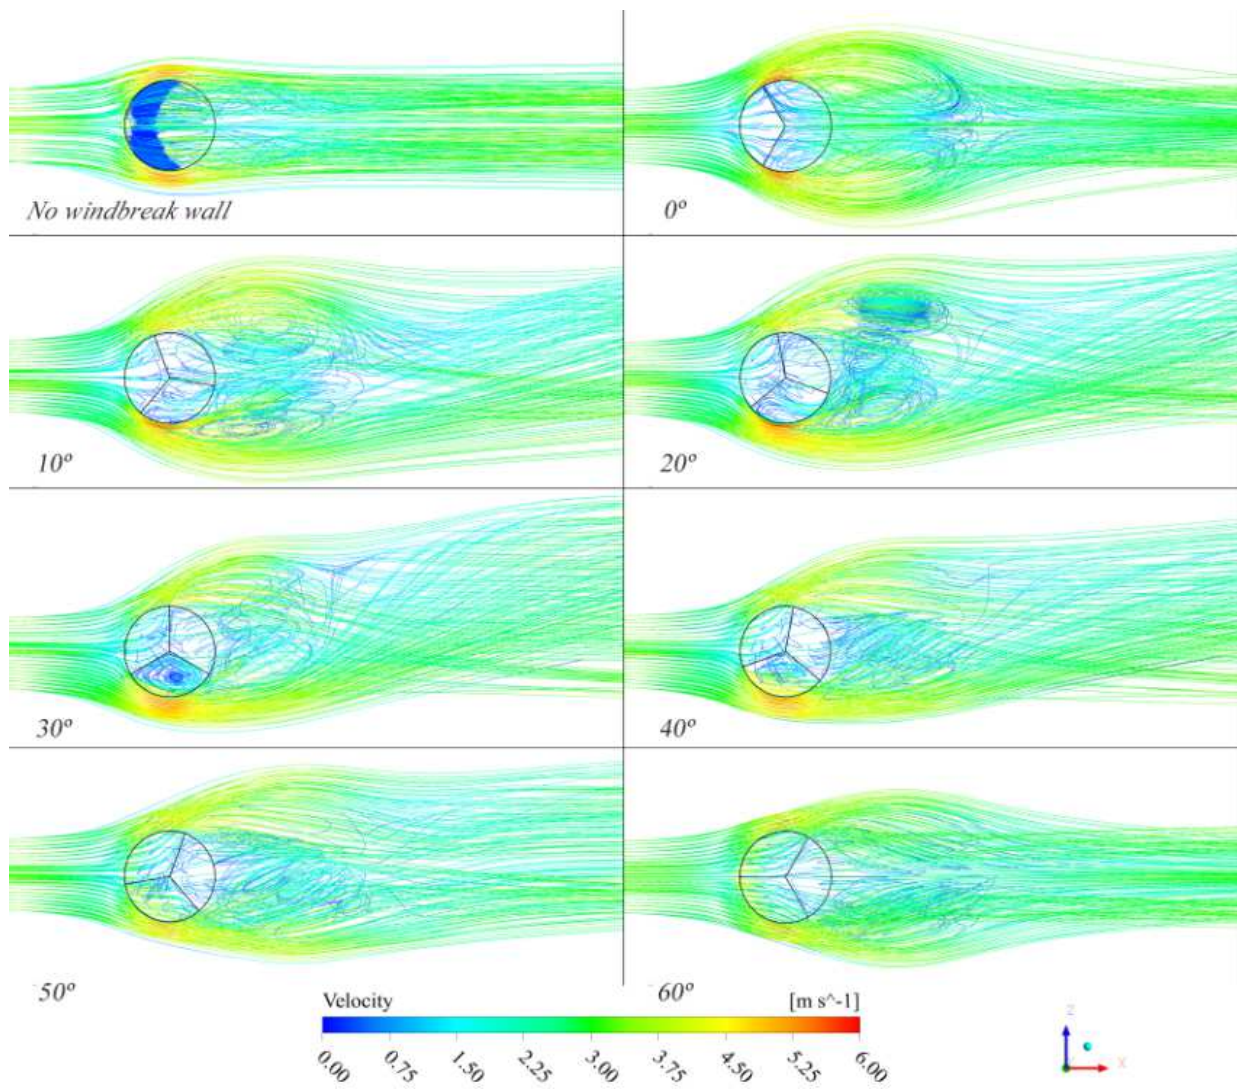 No windbreak wall
0º
10º
20º
30º
40º
50º
60º
Velocity
[m s^-1]
0.00
0.75
1.50
2.25
3.00
3.75
4.50
5.25
6.00
Z
X